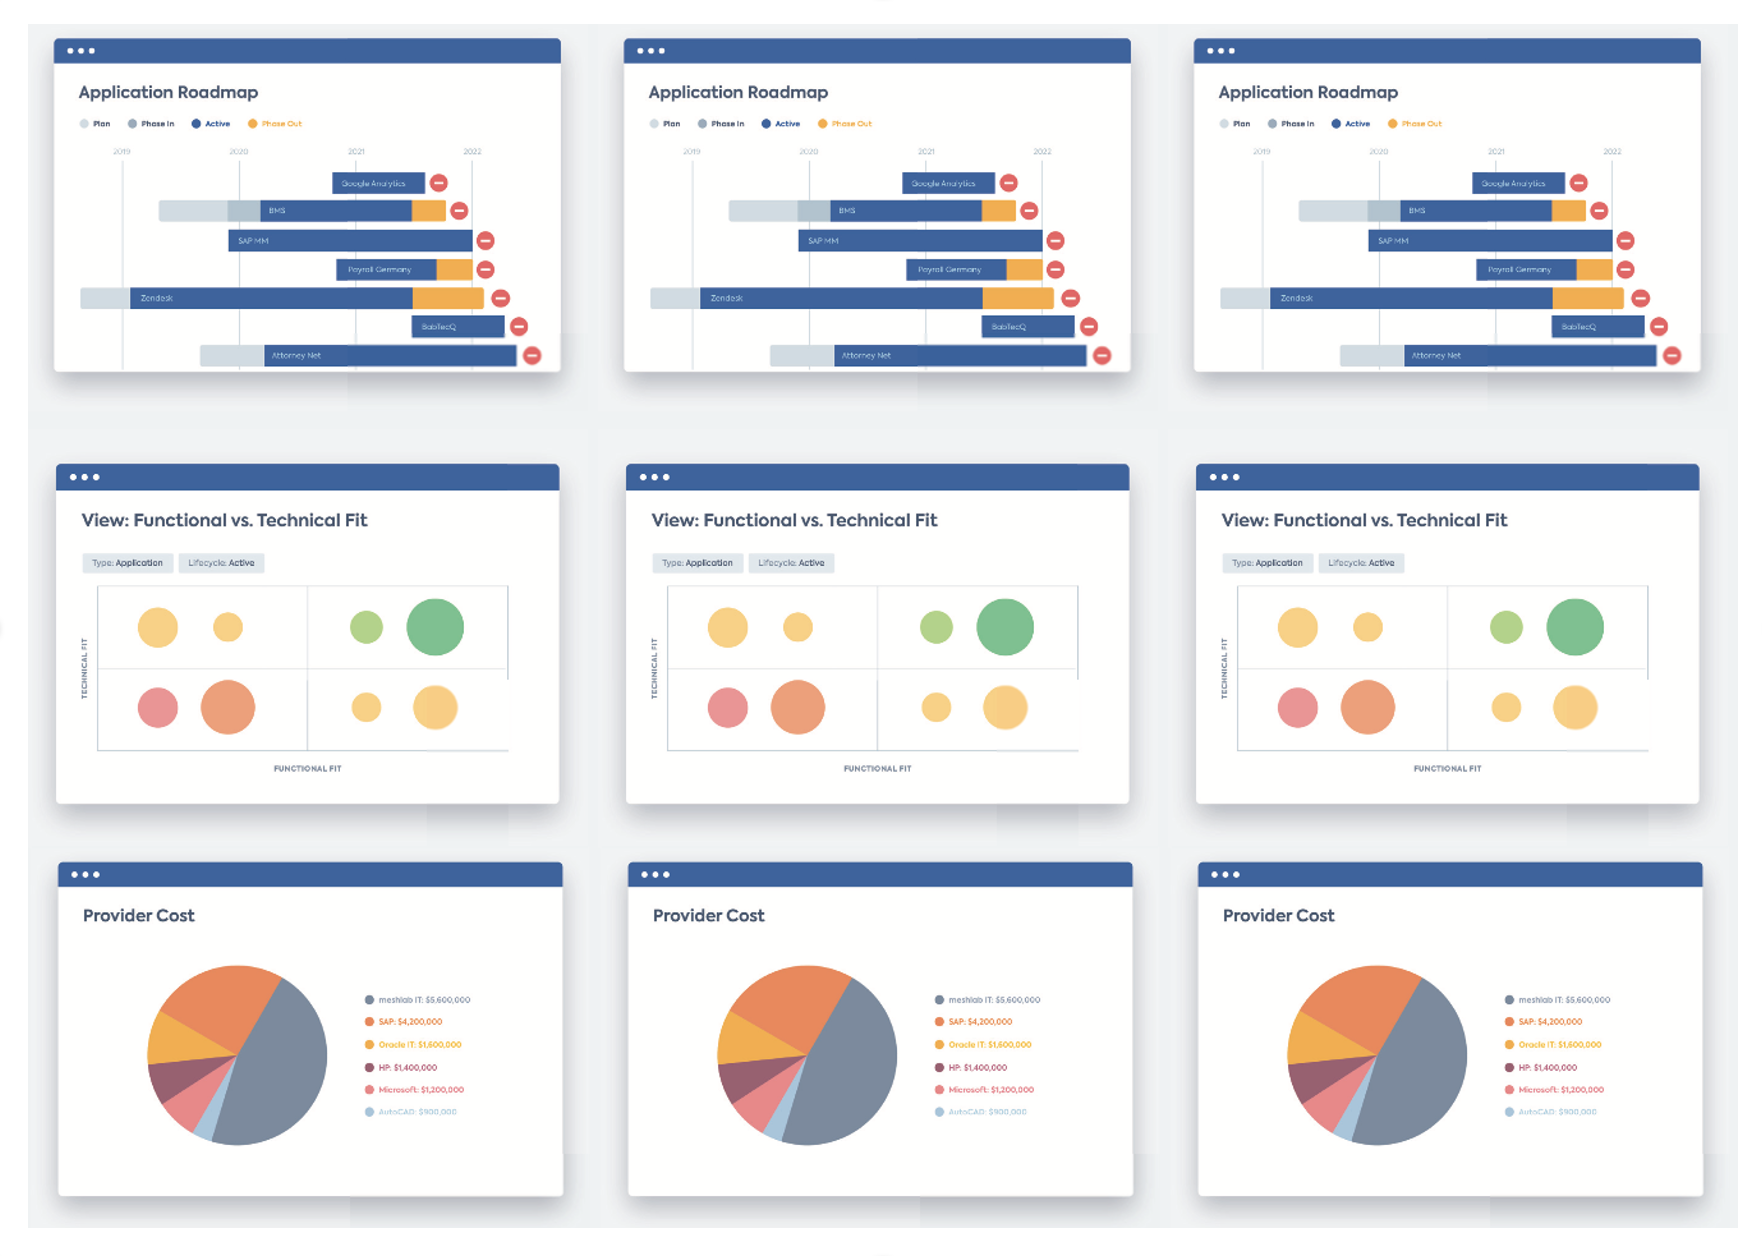 Application Roadmap
Plan Phase In Active Phase Out
2019 2020 2021 2022
Google Analytics
BMS
SAP MM
Payroll Germany
Zendesk
BabTecQ
Attorney Net
Application Roadmap
Plan Phase In Active Phase Out
2019 2020 2021 2022
Google Analytics
BMS
SAP MM
Payroll Germany
Zendesk
BabTecQ
Attorney Net
Application Roadmap
Plan Phase In Active Phase Out
2019 2020 2021 2022
Google Analytics
BMS
SAP MM
Payroll Germany
Zendesk
BabTecQ
Attorney Net
View: Functional vs. Technical Fit
Type: Application Lifecycle: Active
TECHNICAL FIT
FUNCTIONAL FIT
View: Functional vs. Technical Fit
Type: Application Lifecycle: Active
TECHNICAL FIT
FUNCTIONAL FIT
View: Functional vs. Technical Fit
Type: Application Lifecycle: Active
TECHNICAL FIT
FUNCTIONAL FIT
Provider Cost
meshlab IT: $5,600,000
SAP: $4,200,000
Oracle IT: $1,600,000
HP: $1,400,000
Microsoft: $1,200,000
AutoCAD: $900,000
Provider Cost
meshlab IT: $5,600,000
SAP: $4,200,000
Oracle IT: $1,600,000
HP: $1,400,000
Microsoft: $1,200,000
AutoCAD: $900,000
Provider Cost
meshlab IT: $5,600,000
SAP: $4,200,000
Oracle IT: $1,600,000
HP: $1,400,000
Microsoft: $1,200,000
AutoCAD: $900,000